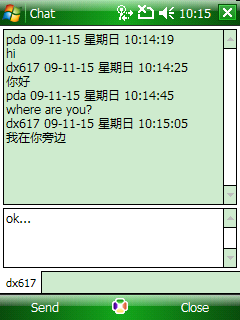 Chat 10:15
pda 09-11-15 星期日 10:14:19
hi
dx617 09-11-15 星期日 10:14:25
你好
pda 09-11-15 星期日 10:14:45
where are you?
dx617 09-11-15 星期日 10:15:05
我在你旁边
ok...
dx617
Send Close